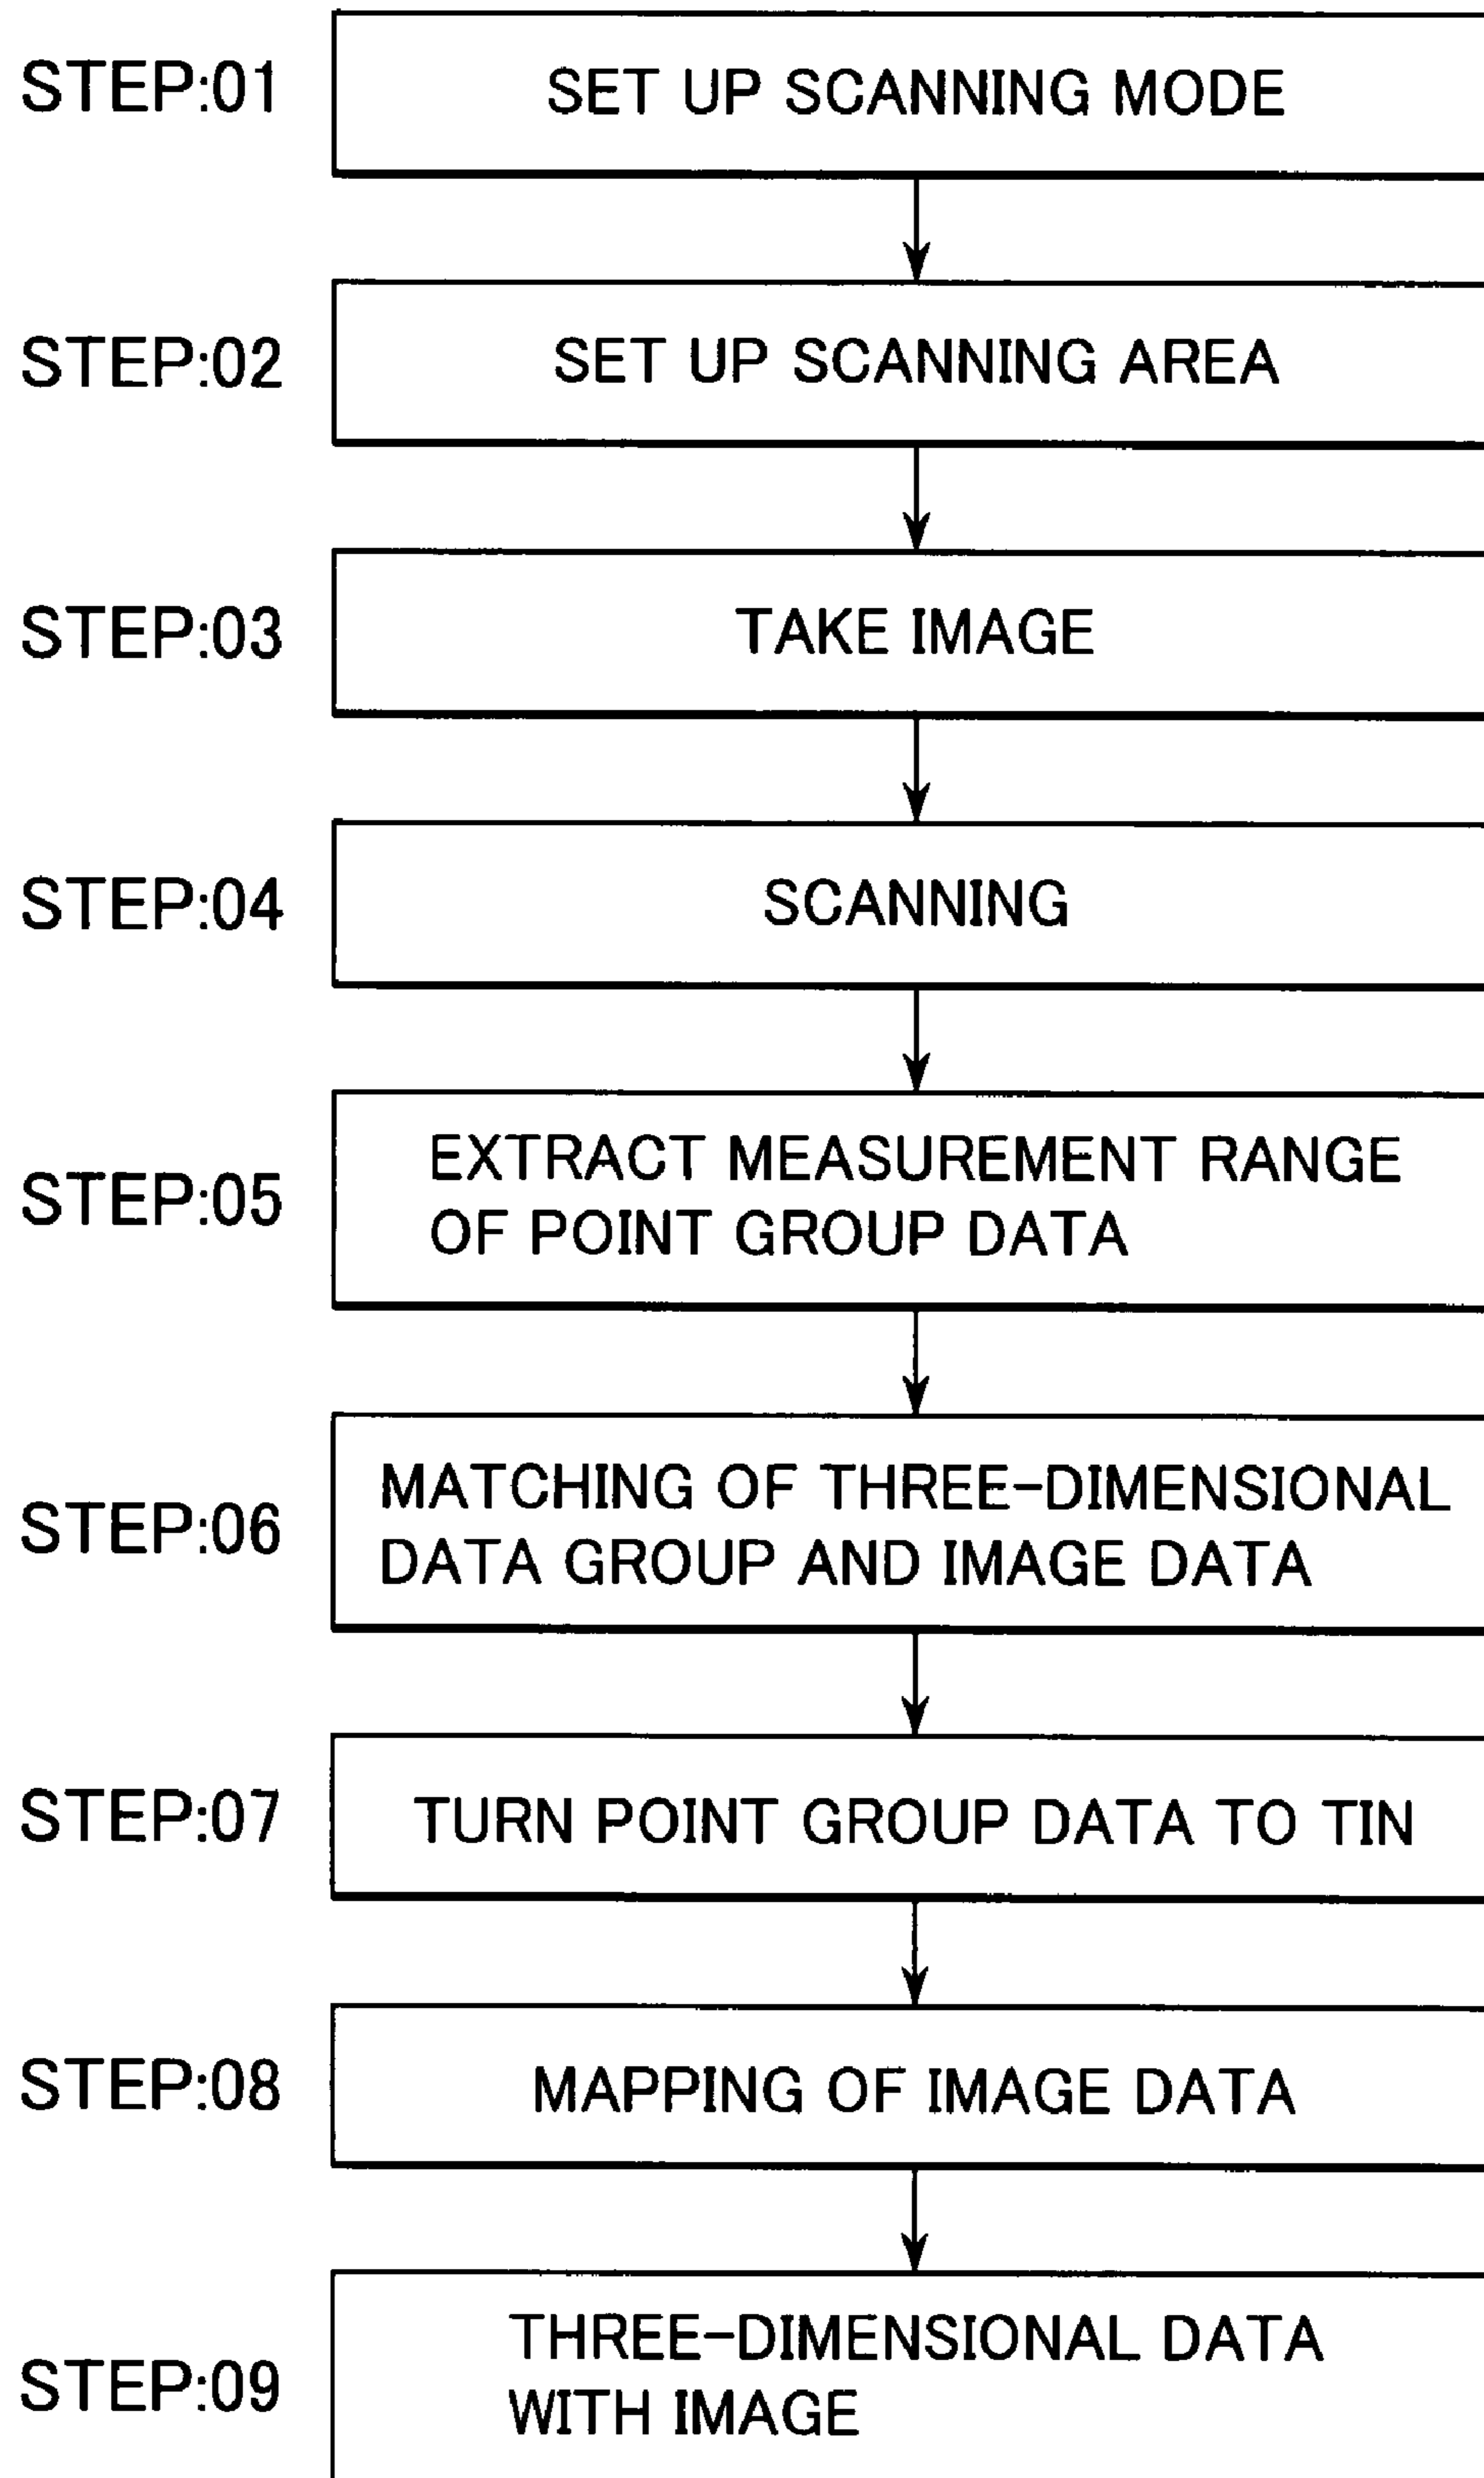 STEP:01
SET UP SCANNING MODE
STEP:02
SET UP SCANNING AREA
STEP:03
TAKE IMAGE
STEP:04
SCANNING
STEP:05
EXTRACT MEASUREMENT RANGE
OF POINT GROUP DATA
STEP:06
MATCHING OF THREE-DIMENSIONAL
DATA GROUP AND IMAGE DATA
STEP:07
TURN POINT GROUP DATA TO TIN
STEP:08
MAPPING OF IMAGE DATA
STEP:09
THREE-DIMENSIONAL DATA
WITH IMAGE